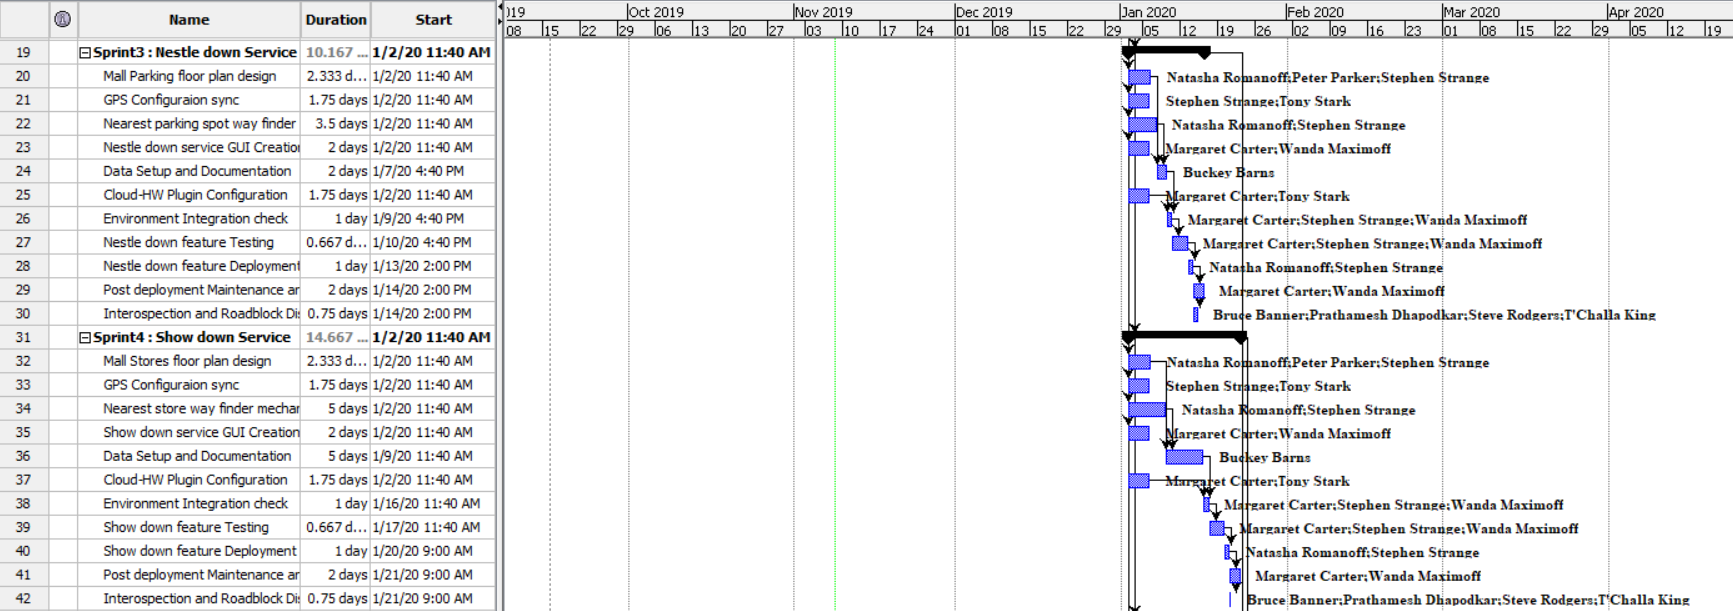 Name Duration Start
)19 Oct 2019 Nov 2019 Dec 2019 Jan 2020 Feb 2020 Mar 2020 Apr 2020
08 15 22 29 06 13 20 27 03 10 17 24 01 08 15 22 29 05 12 19 26 02 09 16 23 01 08 15 22 29 05 12 19
19 Sprint3 : Nestle down Service 10.167 ... 1/2/20 11:40 AM
20 Mall Parking floor plan design 2.333 d... 1/2/20 11:40 AM Natasha Romanoff;Peter Parker;Stephen Strange
21 GPS Configuraion sync 1.75 days 1/2/20 11:40 AM Stephen Strange;Tony Stark
22 Nearest parking spot way finder 3.5 days 1/2/20 11:40 AM Natasha Romanoff;Stephen Strange
23 Nestle down service GUI Creation 2 days 1/2/20 11:40 AM Margaret Carter;Wanda Maximoff
24 Data Setup and Documentation 2 days 1/7/20 4:40 PM Buckey Barns
25 Cloud-HW Plugin Configuration 1.75 days 1/2/20 11:40 AM Margaret Carter;Tony Stark
26 Environment Integration check 1 day 1/9/20 4:40 PM Margaret Carter;Stephen Strange;Wanda Maximoff
27 Nestle down feature Testing 0.667 d... 1/10/20 4:40 PM Margaret Carter;Stephen Strange;Wanda Maximoff
28 Nestle down feature Deployment 1 day 1/13/20 2:00 PM Natasha Romanoff;Stephen Strange
29 Post deployment Maintenance ar 2 days 1/14/20 2:00 PM Margaret Carter;Wanda Maximoff
30 Interospection and Roadblock Dis 0.75 days 1/14/20 2:00 PM Bruce Banner;Prathamesh Dhapodkar;Steve Rodgers;T'Challa King
31 Sprint4 : Show down Service 14.667 ... 1/2/20 11:40 AM
32 Mall Stores floor plan design 2.333 d... 1/2/20 11:40 AM Natasha Romanoff;Peter Parker;Stephen Strange
33 GPS Configuraion sync 1.75 days 1/2/20 11:40 AM Stephen Strange;Tony Stark
34 Nearest store way finder mechar 5 days 1/2/20 11:40 AM Natasha Romanoff;Stephen Strange
35 Show down service GUI Creation 2 days 1/2/20 11:40 AM Margaret Carter;Wanda Maximoff
36 Data Setup and Documentation 5 days 1/9/20 11:40 AM Buckey Barns
37 Cloud-HW Plugin Configuration 1.75 days 1/2/20 11:40 AM Margaret Carter;Tony Stark
38 Environment Integration check 1 day 1/16/20 11:40 AM Margaret Carter;Stephen Strange;Wanda Maximoff
39 Show down feature Testing 0.667 d... 1/17/20 11:40 AM Margaret Carter;Stephen Strange;Wanda Maximoff
40 Show down feature Deployment 1 day 1/20/20 9:00 AM Natasha Romanoff;Stephen Strange
41 Post deployment Maintenance ar 2 days 1/21/20 9:00 AM Margaret Carter;Wanda Maximoff
42 Interospection and Roadblock Dis 0.75 days 1/21/20 9:00 AM Bruce Banner;Prathamesh Dhapodkar;Steve Rodgers;T'Challa King